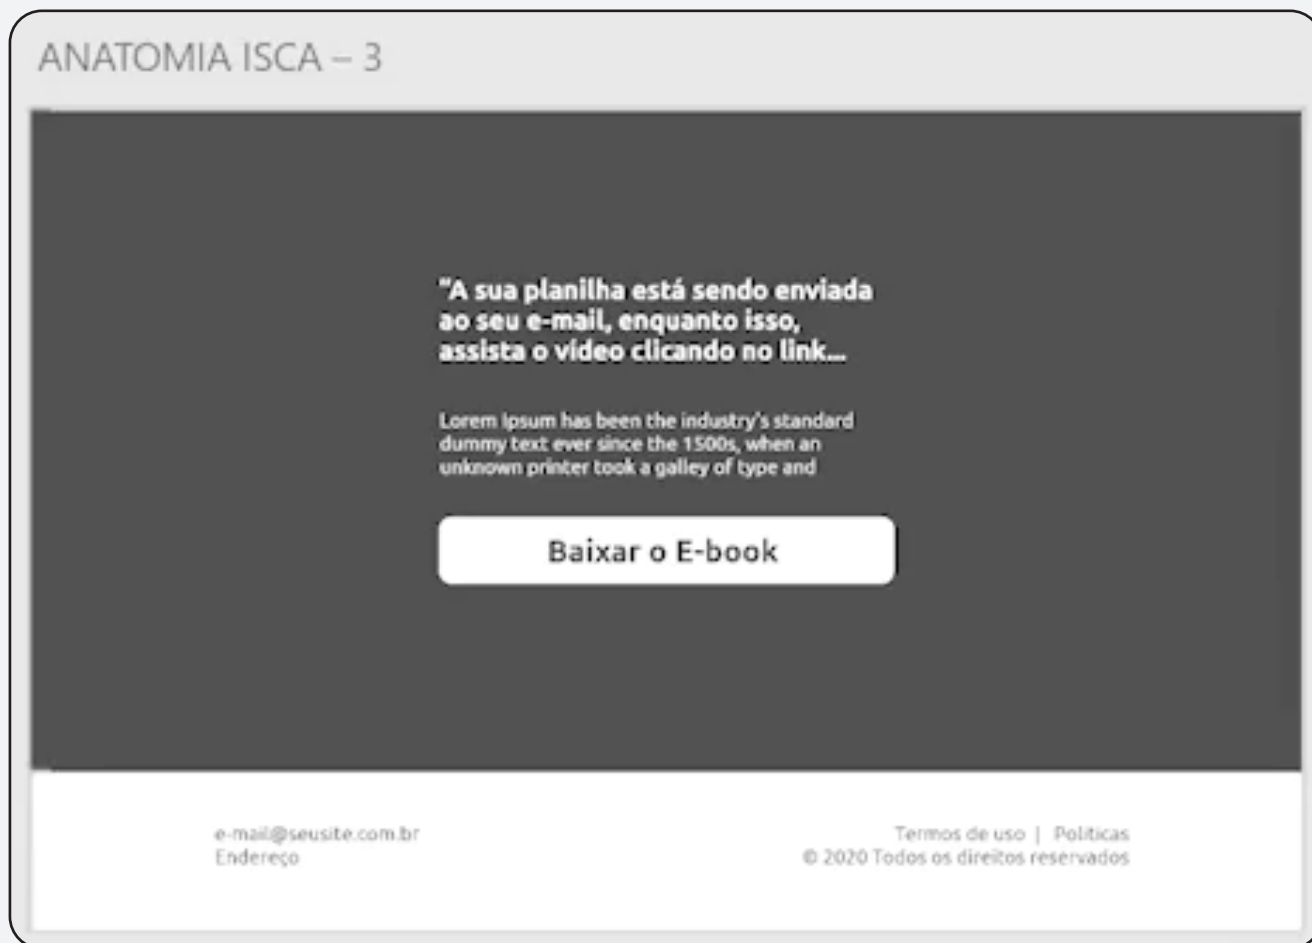 ANATOMIA ISCA – 3
"A sua planilha está sendo enviada
ao seu e-mail, enquanto isso,
assista o vídeo clicando no link...
Lorem Ipsum has been the industry's standard
dummy text ever since the 1500s, when an
unknown printer took a galley of type and
Baixar o E-book
e-mail@seusite.com.br
Endereço
Termos de uso | Politicas
© 2020 Todos os direitos reservados